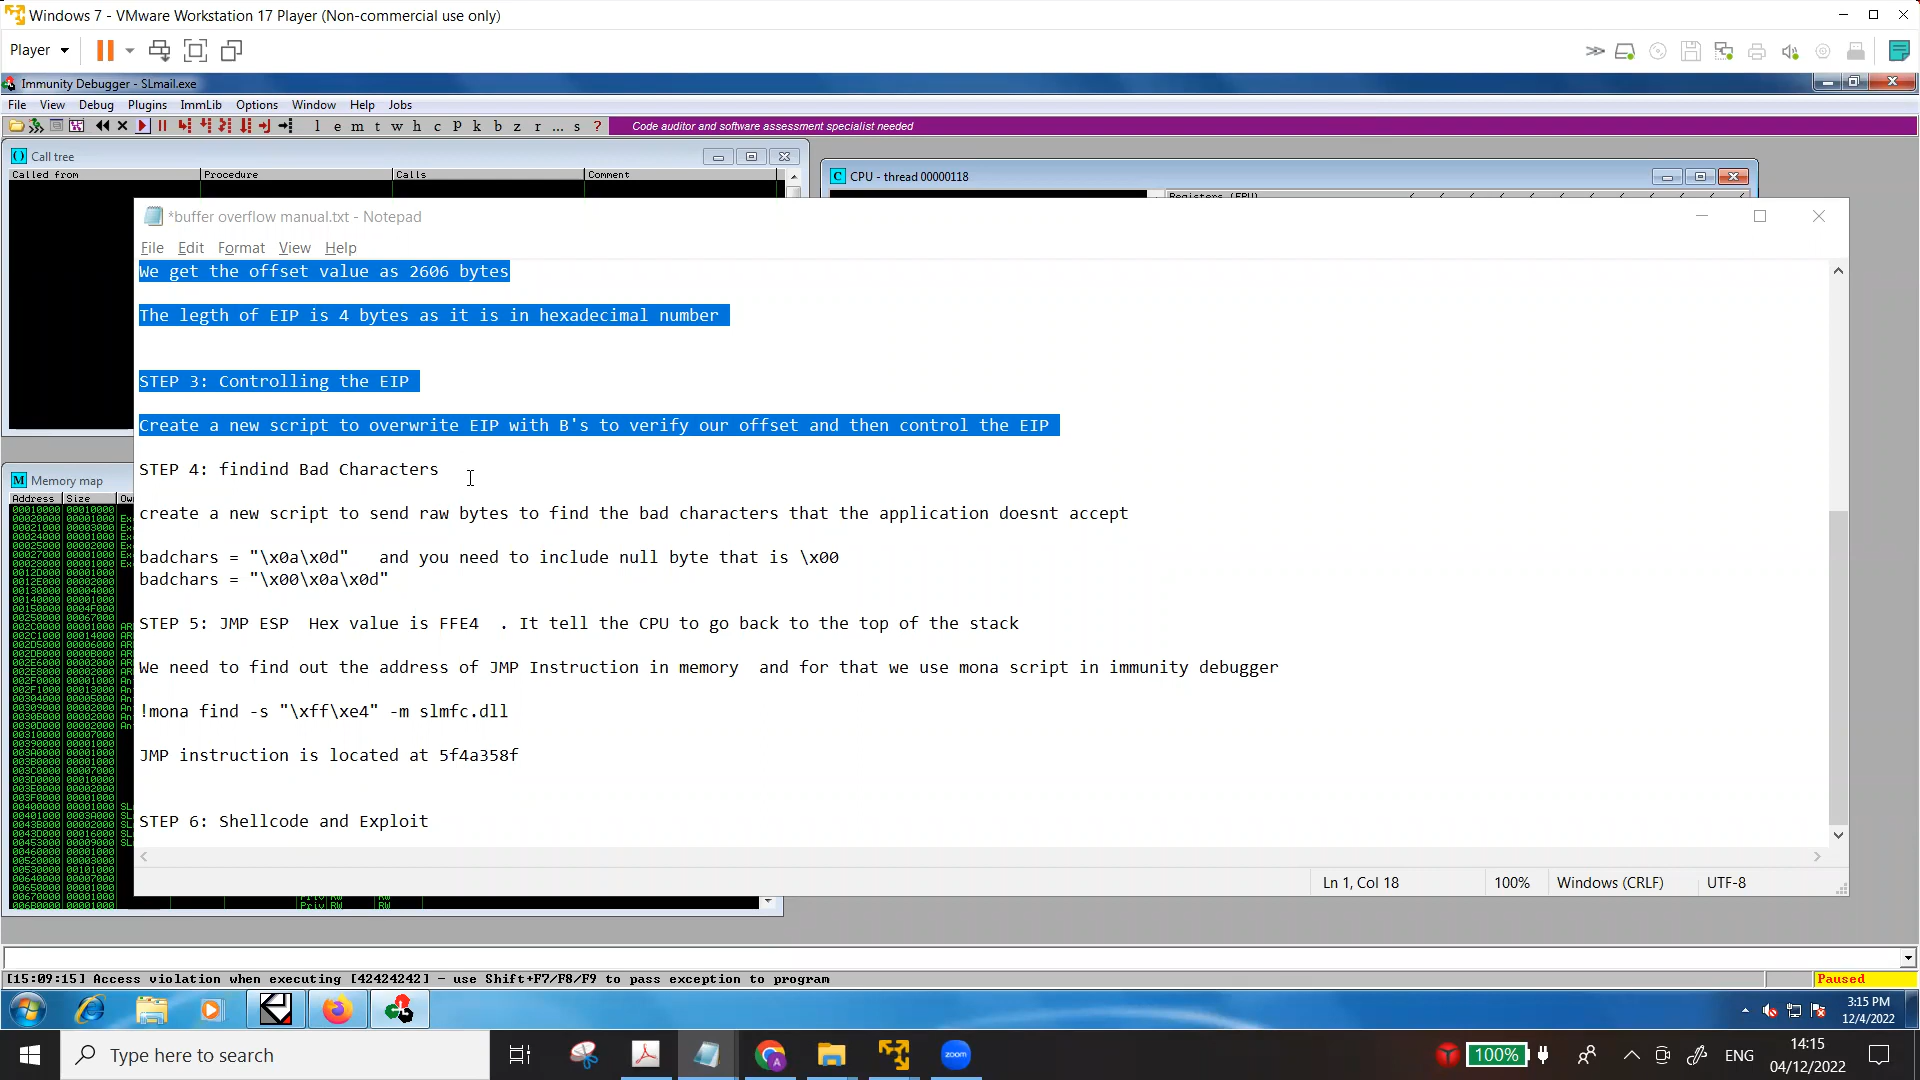 Windows 7 - VMware Workstation 17 Player (Non-commercial use only)
Player
Immunity Debugger - SLmail.exe
File View Debug Plugins ImmLib Options Window Help Jobs
l e m t w h c P k b z r ... s ?
Code auditor and software assessment specialist needed
Call tree
Called from Procedure Calls Comment
CPU - thread 00000118
Registers (FPU)
*buffer overflow manual.txt - Notepad
File Edit Format View Help
We get the offset value as 2606 bytes
The legth of EIP is 4 bytes as it is in hexadecimal number
STEP 3: Controlling the EIP
Create a new script to overwrite EIP with B's to verify our offset and then control the EIP
STEP 4: findind Bad Characters
create a new script to send raw bytes to find the bad characters that the application doesnt accept
badchars = "\x0a\x0d"   and you need to include null byte that is \x00
badchars = "\x00\x0a\x0d"
STEP 5: JMP ESP  Hex value is FFE4  . It tell the CPU to go back to the top of the stack
We need to find out the address of JMP Instruction in memory  and for that we use mona script in immunity debugger
!mona find -s "\xff\xe4" -m slmfc.dll
JMP instruction is located at 5f4a358f
STEP 6: Shellcode and Exploit
Ln 1, Col 18 100% Windows (CRLF) UTF-8
Memory map
Address Size
00010000 00010000
00020000 00001000
[15:09:15] Access violation when executing [42424242] - use Shift+F7/F8/F9 to pass exception to program
Paused
3:15 PM
12/4/2022
Type here to search
zoom
100%
ENG
14:15
04/12/2022